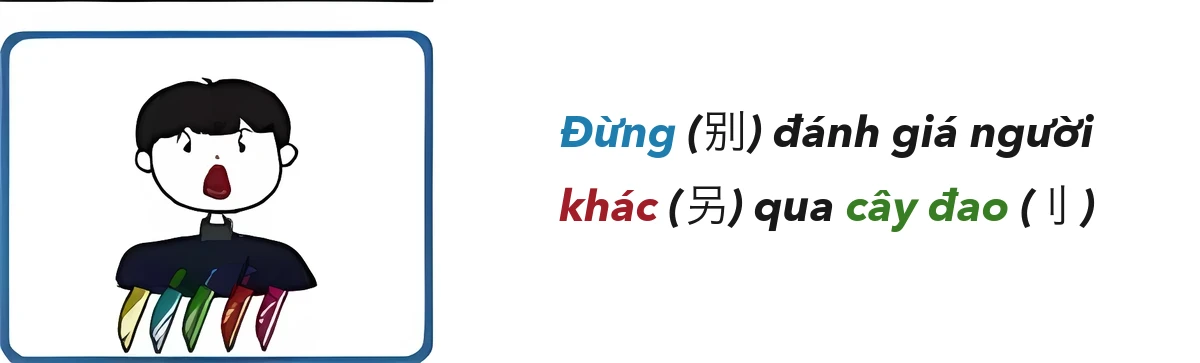 Đừng (别) đánh giá người
khác (另) qua cây đao (刂)